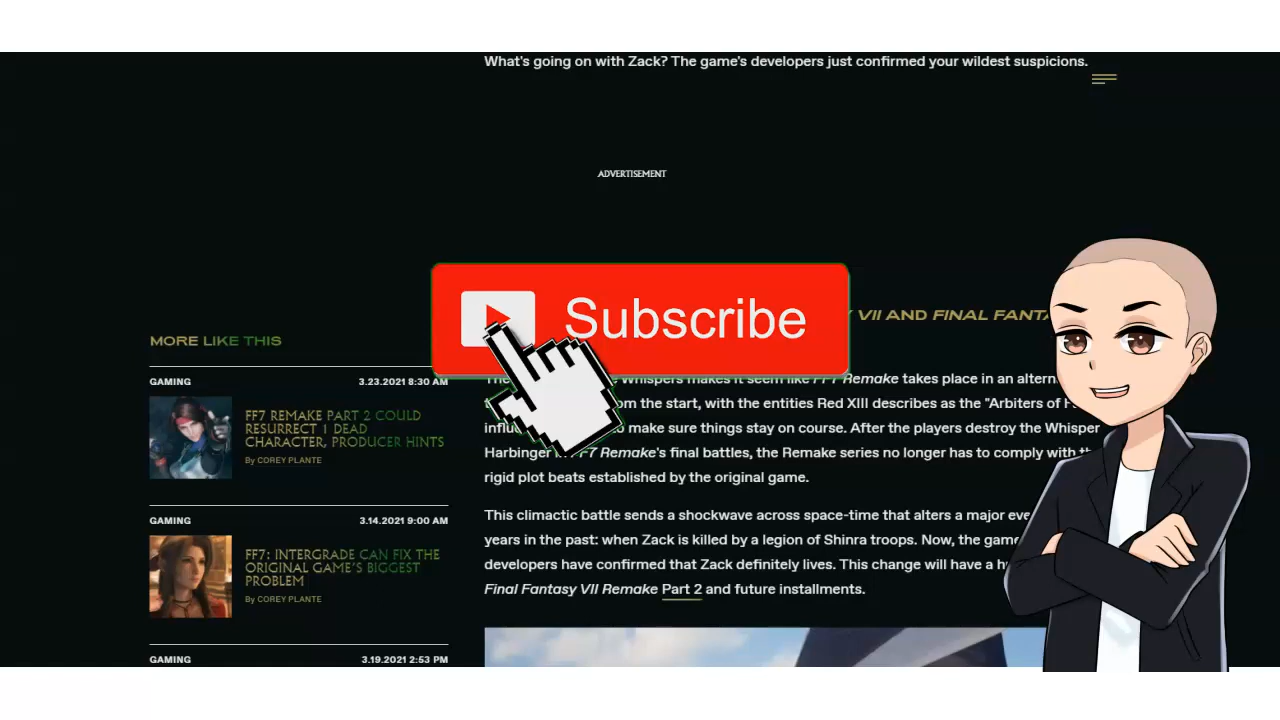 What's going on with Zack? The game's developers just confirmed your wildest suspicions.
ADVERTISEMENT
Subscribe
VII AND FINAL
MORE LIKE THIS
GAMING 3.23.2021 8:30 AM
FF7 REMAKE PART 2 COULD
RESURRECT 1 DEAD
CHARACTER, PRODUCER HINTS
By COREY PLANTE
GAMING 3.14.2021 9:00 AM
FF7: INTERGRADE CAN FIX THE
ORIGINAL GAME'S BIGGEST
PROBLEM
By COREY PLANTE
GAMING 3.19.2021 2:53 PM
Whispers makes it seem like FF7 Remake takes place in an
from the start, with the entities Red XIII describes as the "Arbiters of
make sure things stay on course. After the players destroy the Whisper
Harbinger FF7 Remake's final battles, the Remake series no longer has to comply with
rigid plot beats established by the original game.
This climactic battle sends a shockwave across space-time that alters a major
years in the past: when Zack is killed by a legion of Shinra troops. Now, the
developers have confirmed that Zack definitely lives. This change will have a
Final Fantasy VII Remake Part 2 and future installments.